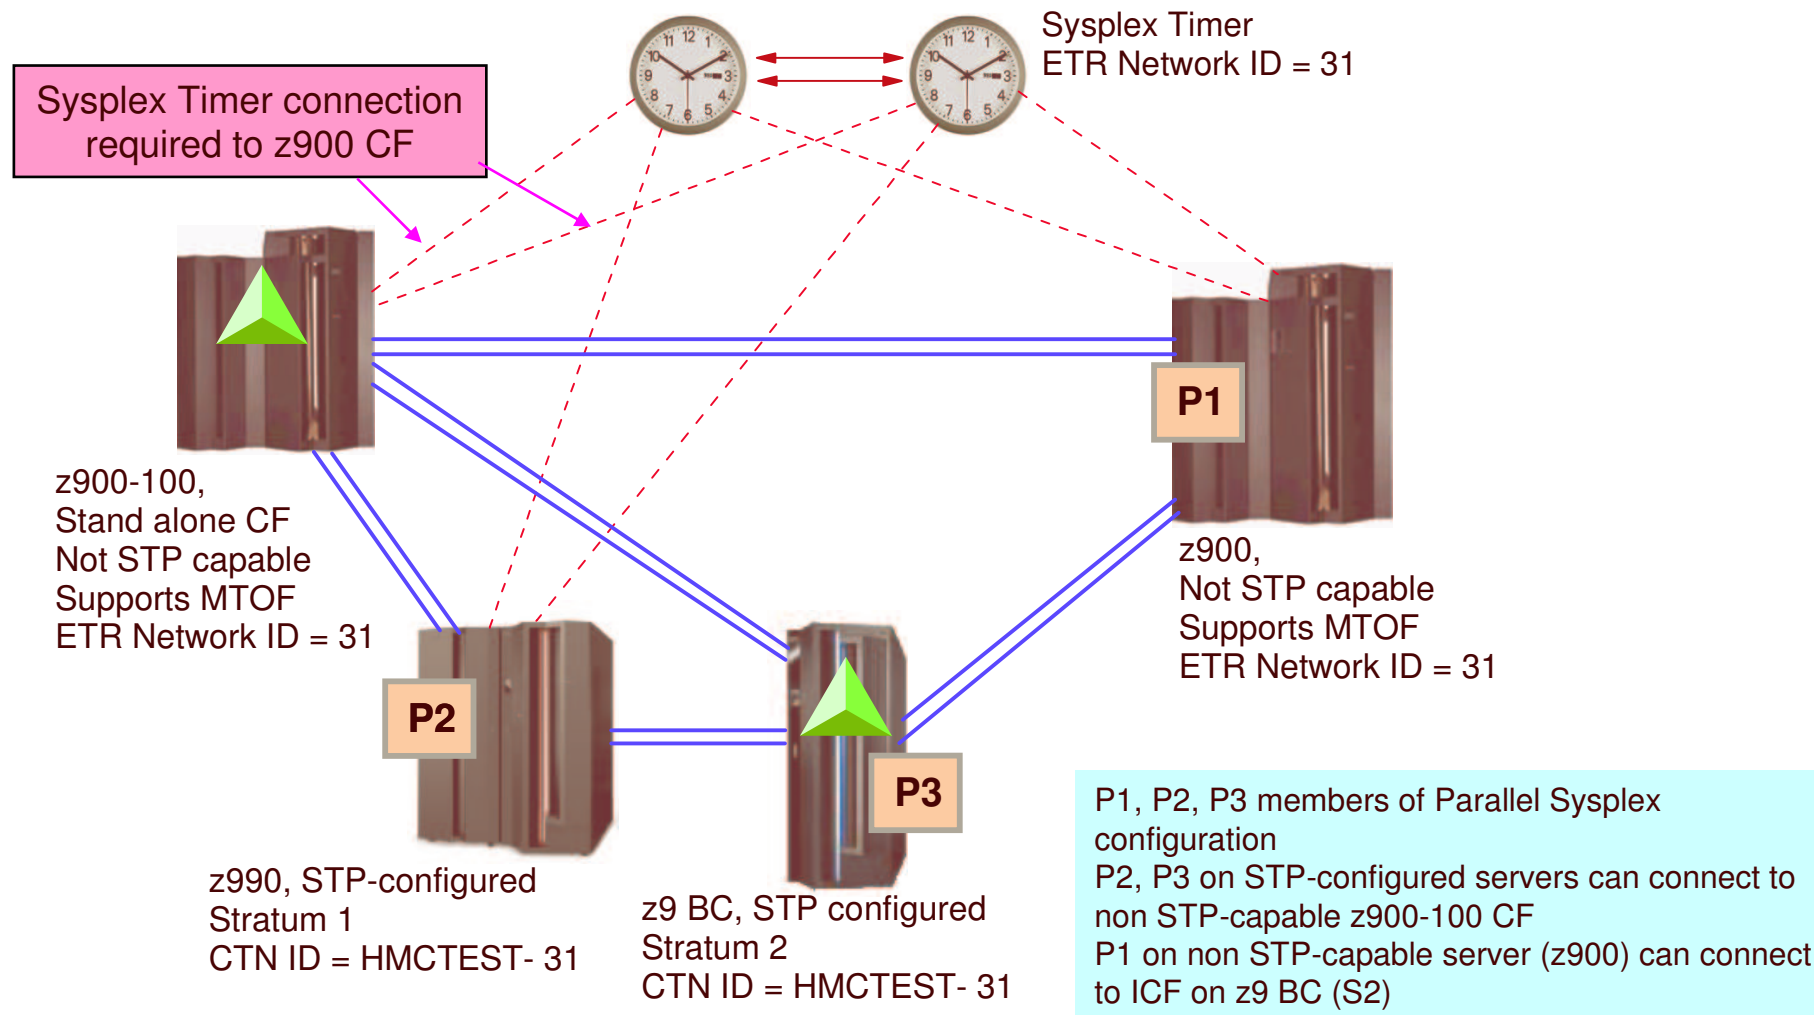 Sysplex Timer
ETR Network ID = 31
Sysplex Timer connection
required to z900 CF
z900-100,
Stand alone CF
Not STP capable
Supports MTOF
ETR Network ID = 31
P1
z900,
Not STP capable
Supports MTOF
ETR Network ID = 31
P2
P3
z990, STP-configured
Stratum 1
CTN ID = HMCTEST- 31
z9 BC, STP configured
Stratum 2
CTN ID = HMCTEST- 31
P1, P2, P3 members of Parallel Sysplex
configuration
P2, P3 on STP-configured servers can connect to
non STP-capable z900-100 CF
P1 on non STP-capable server (z900) can connect
to ICF on z9 BC (S2)